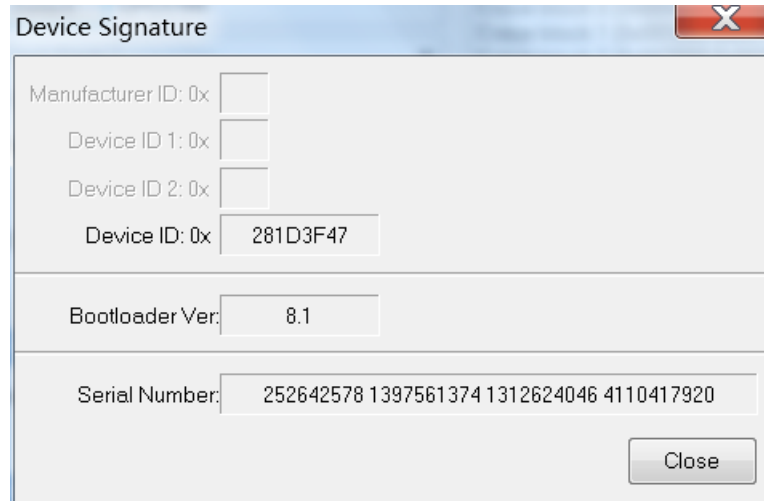 Device Signature
Manufacturer ID: 0x
Device ID 1: 0x
Device ID 2: 0x
Device ID: 0x 281D3F47
Bootloader Ver: 8.1
Serial Number: 252642578 1397561374 1312624046 4110417920
Close